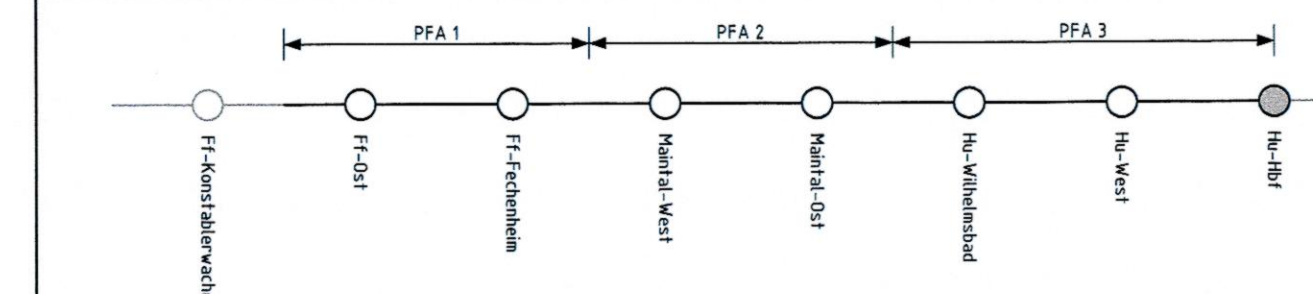 PFA 1
PFA 2
PFA 3
Ff-Konstablerwach
Ff-Ost
Ff-Fechenheim
Maintal-West
Maintal-Ost
Hu-Wilhelmsbad
Hu-West
Hu-Hbf